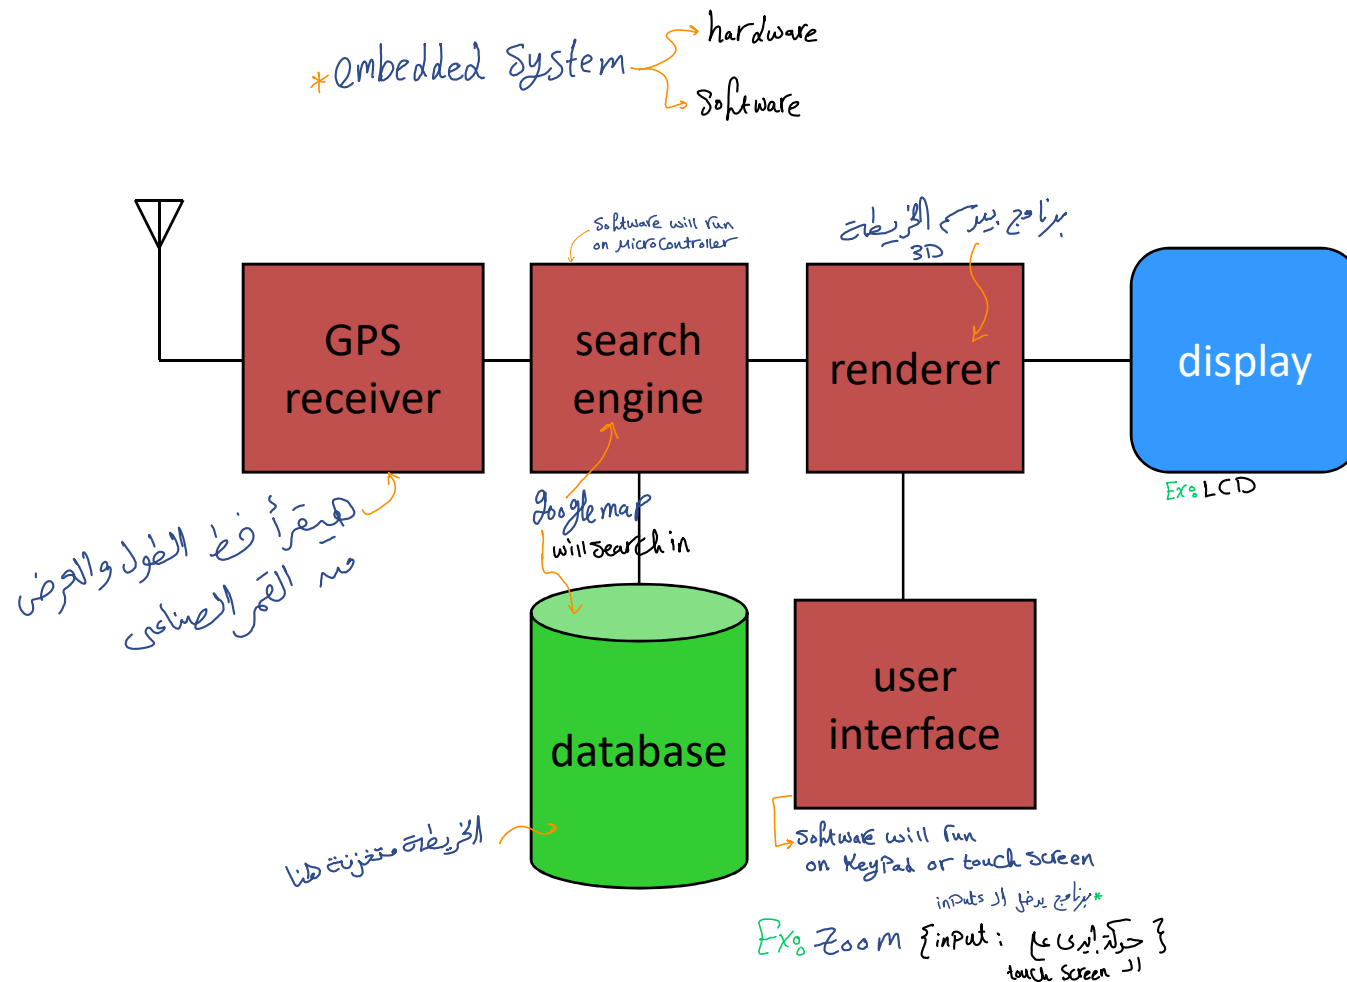 * embedded system
hardware
Software
Software will run
on MicroController
برنامج بيرسم الخريطة
3D
GPS
receiver
search
engine
renderer
display
Ex: LCD
هيقرأ خط الطول والعرض
من القمر الصناعى
google map
will search in
database
الخريطة متخزنة هنا
user
interface
Software will run
on KeyPad or touch screen
*برنامج يدخل الـ inputs
Ex: Zoom {input: حركة ايدى على }
الـ touch screen